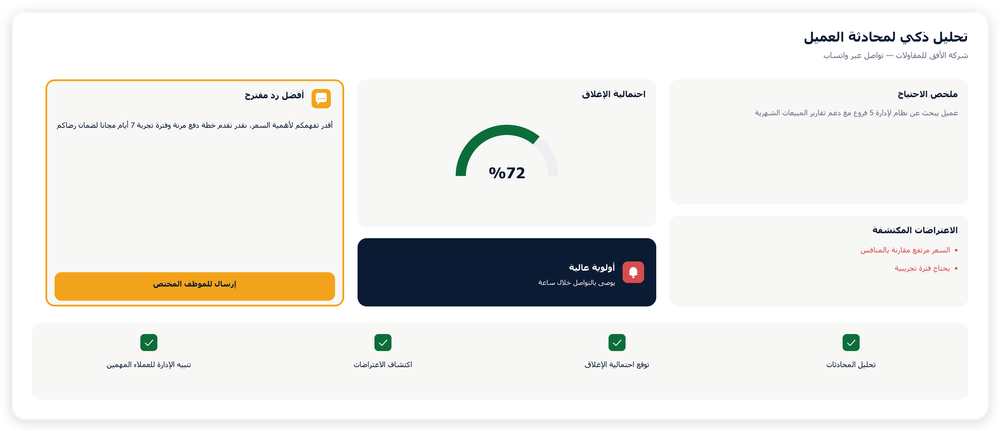 تحليل ذكي لمحادثة العميل
شركة الأفق للمقاولات — تواصل عبر واتساب
ملخص الاحتياج
عميل يبحث عن نظام لإدارة 5 فروع مع دعم تقارير المبيعات الشهرية
الاعتراضات المكتشفة
• السعر مرتفع مقارنة بالمنافس
• يحتاج فترة تجريبية
احتمالية الإغلاق
%72
أولوية عالية
يوصى بالتواصل خلال ساعة
أفضل رد مقترح
أقدر تفهمكم لأهمية السعر، نقدر نقدم خطة دفع مرنة وفترة تجربة 7 أيام مجانا لضمان رضاكم
إرسال للموظف المختص
تحليل المحادثات
توقع احتمالية الإغلاق
اكتشاف الاعتراضات
تنبيه الإدارة للعملاء المهمين